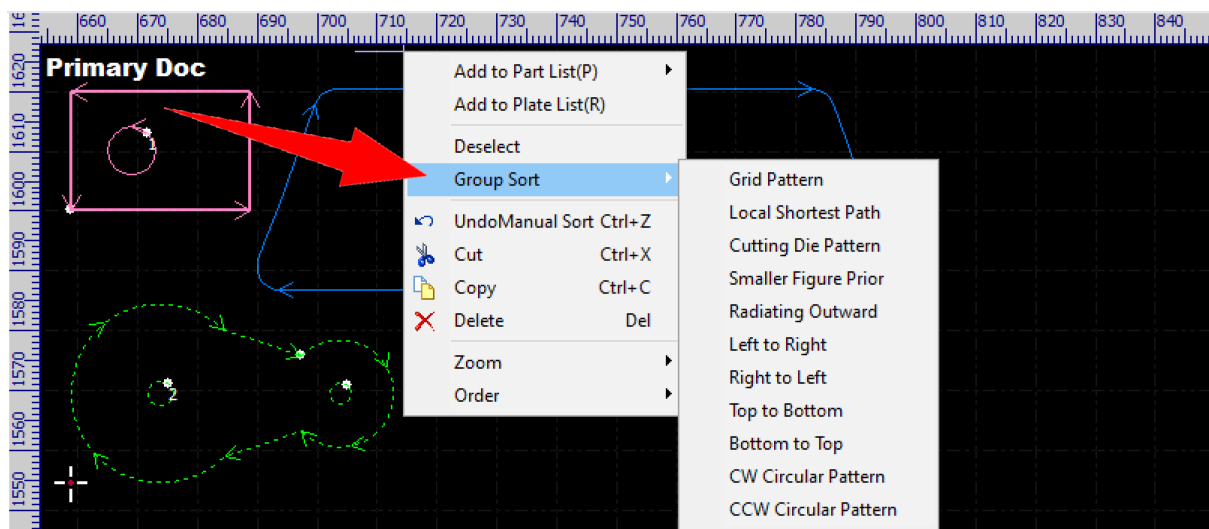 16 660 670 680 690 700 710 720 730 740 750 760 770 780 790 800 810 820 830 840
1620
Primary Doc
1610
1
1600
1590
1580
1570
2
1560
1550
Add to Part List(P)
Add to Plate List(R)
Deselect
Group Sort
UndoManual Sort Ctrl+Z
Cut Ctrl+X
Copy Ctrl+C
Delete Del
Zoom
Order
Grid Pattern
Local Shortest Path
Cutting Die Pattern
Smaller Figure Prior
Radiating Outward
Left to Right
Right to Left
Top to Bottom
Bottom to Top
CW Circular Pattern
CCW Circular Pattern